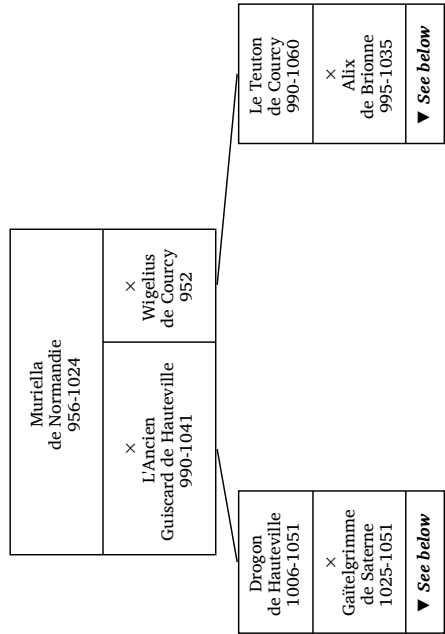 Muriella
de Normandie
956-1024
×
L'Ancien
Guiscard de Hauteville
990-1041
×
Wigelius
de Courcy
952
Drogon
de Hauteville
1006-1051
×
Gaïtelgrimme
de Saterne
1025-1051
▼ See below
Le Teuton
de Courcy
990-1060
×
Alix
de Brionne
995-1035
▼ See below